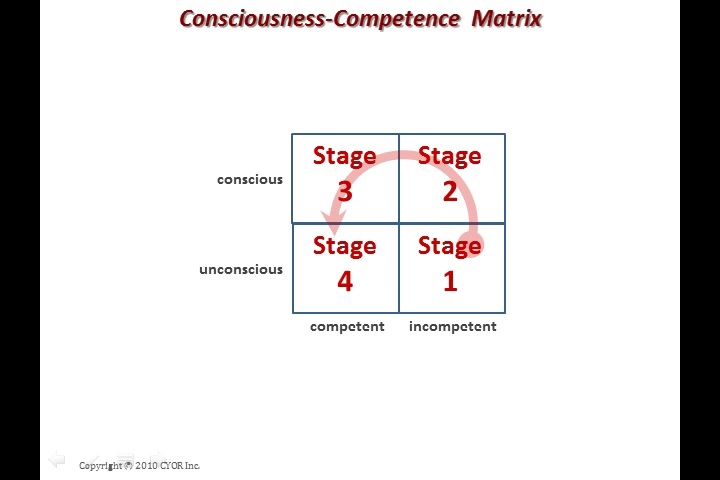 Consciousness-Competence Matrix
Stage Stage
conscious
3 2
Stage Stage
unconscious
4 1
competent incompetent
Copyright © 2010 CYOR Inc.